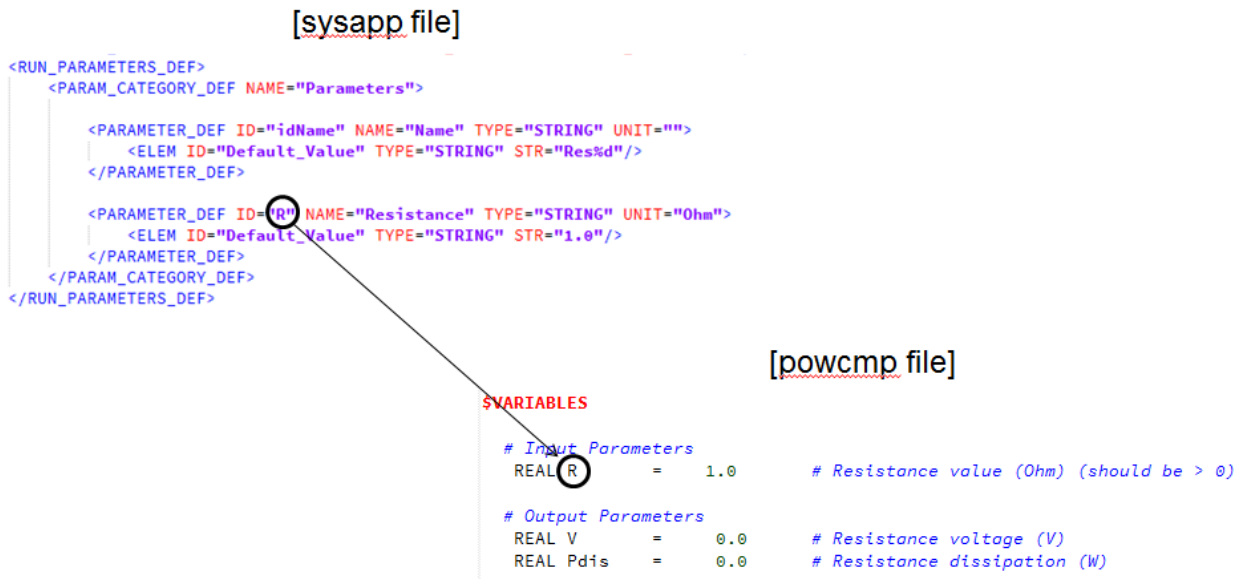 [sysapp file]
<RUN_PARAMETERS_DEF>
<PARAM_CATEGORY_DEF NAME="Parameters">
<PARAMETER_DEF ID="idName" NAME="Name" TYPE="STRING" UNIT="">
<ELEM ID="Default_Value" TYPE="STRING" STR="Res%d"/>
</PARAMETER_DEF>
<PARAMETER_DEF ID="R" NAME="Resistance" TYPE="STRING" UNIT="Ohm">
<ELEM ID="Default_Value" TYPE="STRING" STR="1.0"/>
</PARAMETER_DEF>
</PARAM_CATEGORY_DEF>
</RUN_PARAMETERS_DEF>
[powcmp file]
$VARIABLES
# Input Parameters
REAL R = 1.0 # Resistance value (Ohm) (should be > 0)
# Output Parameters
REAL V = 0.0 # Resistance voltage (V)
REAL Pdis = 0.0 # Resistance dissipation (W)